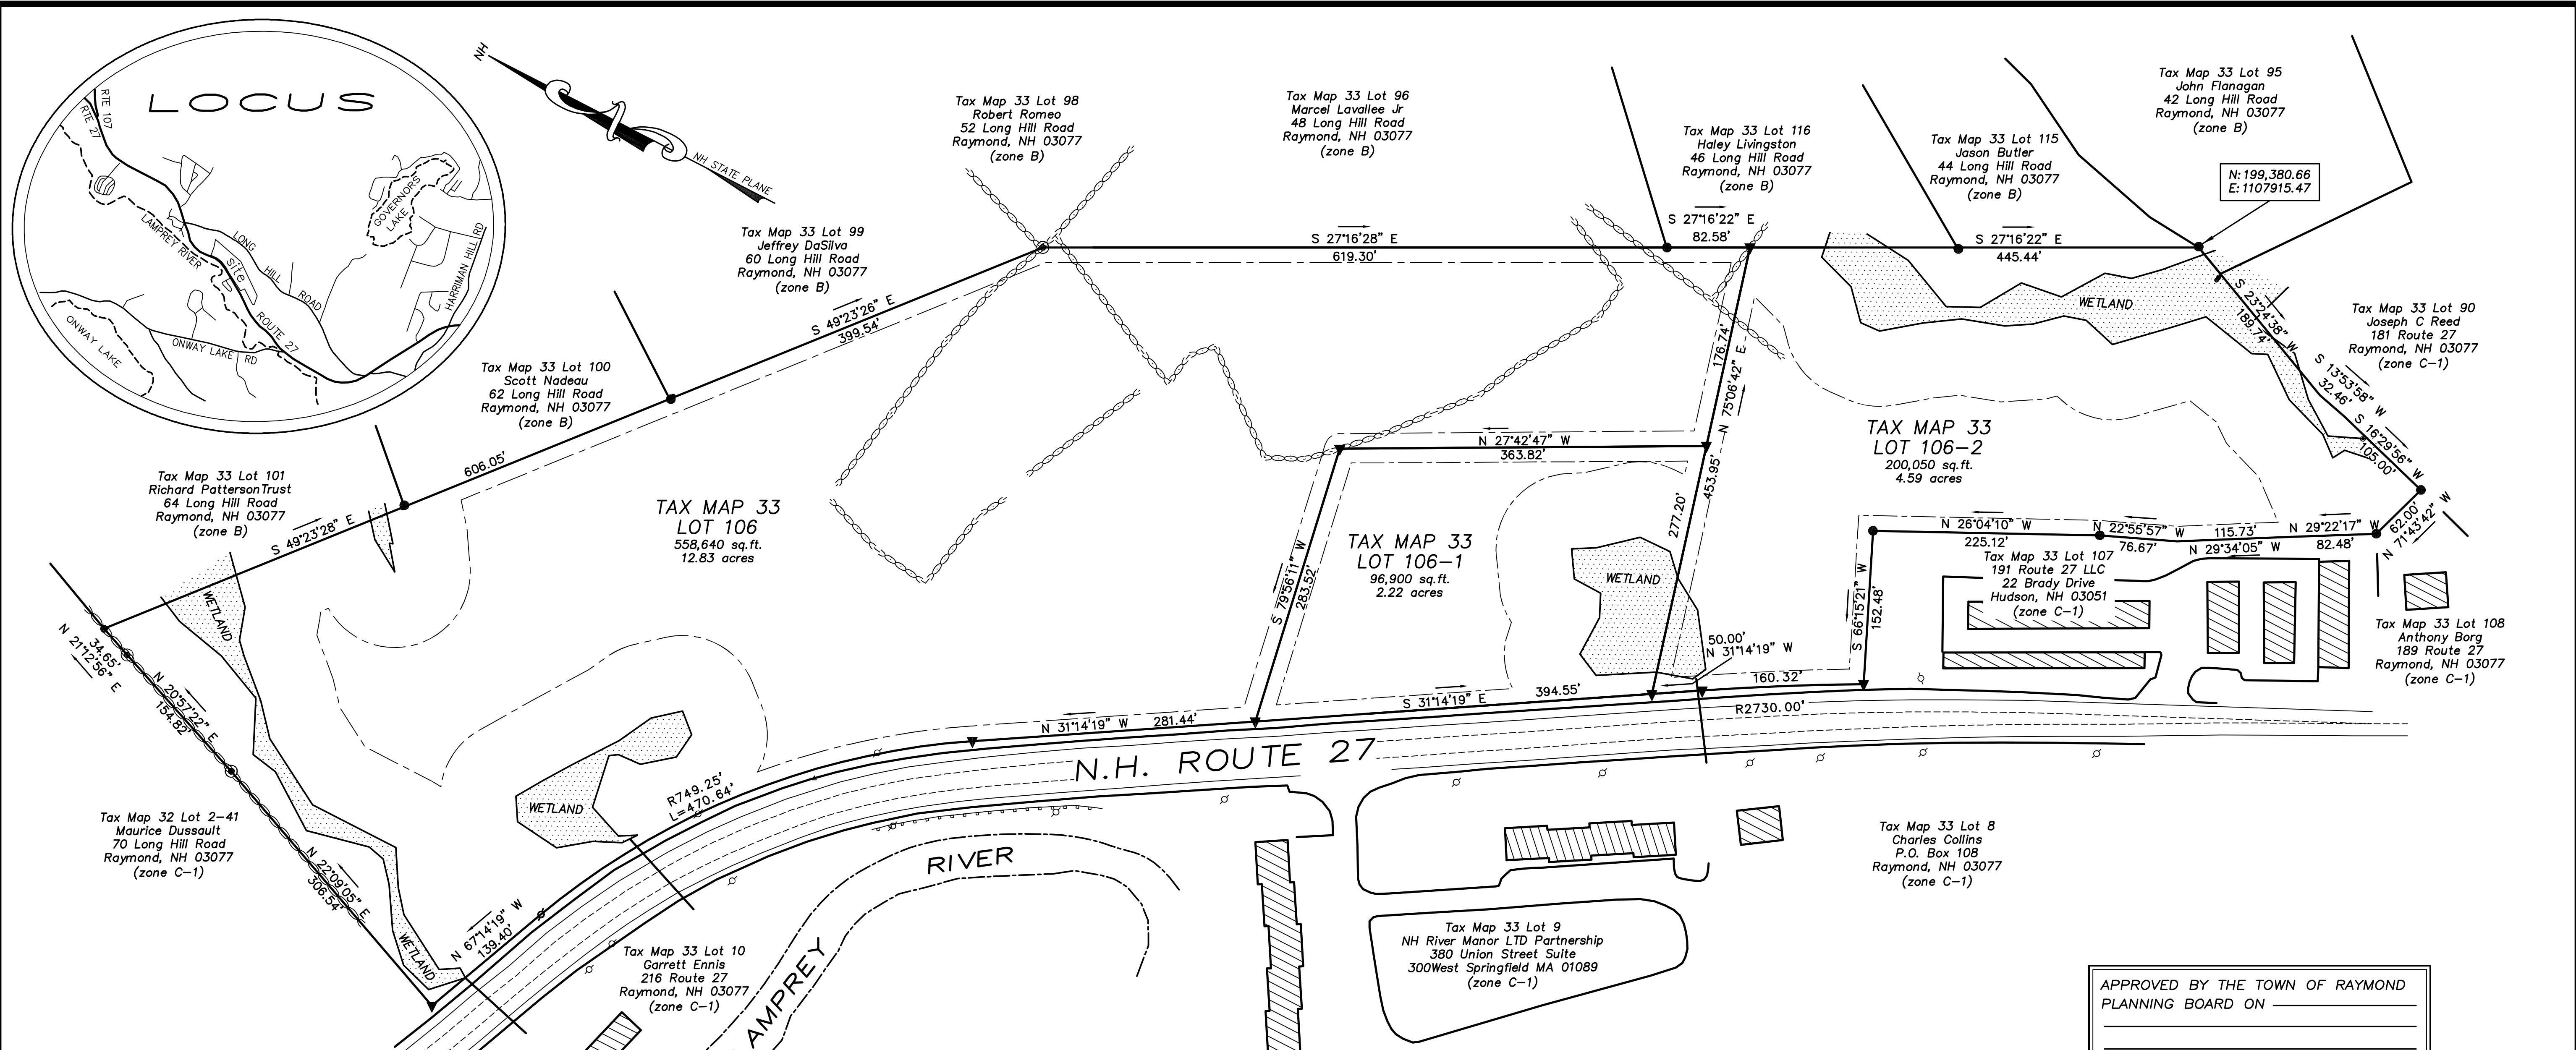 LOCUS
RTE 107
RTE 27
LAMPREY RIVER
LONG
HILL
ROAD
site
ROUTE 27
ONWAY LAKE
ONWAY LAKE RD
GOVERNORS
LAKE
HARRIMAN HILL RD
NH
NH STATE PLANE
Tax Map 33 Lot 98
Robert Romeo
52 Long Hill Road
Raymond, NH 03077
(zone B)
Tax Map 33 Lot 96
Marcel Lavallee Jr
48 Long Hill Road
Raymond, NH 03077
(zone B)
Tax Map 33 Lot 116
Haley Livingston
46 Long Hill Road
Raymond, NH 03077
(zone B)
Tax Map 33 Lot 115
Jason Butler
44 Long Hill Road
Raymond, NH 03077
(zone B)
Tax Map 33 Lot 95
John Flanagan
42 Long Hill Road
Raymond, NH 03077
(zone B)
N: 199,380.66
E: 1107915.47
Tax Map 33 Lot 99
Jeffrey DaSilva
60 Long Hill Road
Raymond, NH 03077
(zone B)
S 27°16'28" E
619.30'
S 27°16'22" E
82.58'
S 27°16'22" E
445.44'
S 49°23'26" E
399.54'
WETLAND
S 23°24'38" W
189.74'
Tax Map 33 Lot 90
Joseph C Reed
181 Route 27
Raymond, NH 03077
(zone C-1)
S 13°53'58" W
32.46'
S 16°29'56" W
105.00'
Tax Map 33 Lot 100
Scott Nadeau
62 Long Hill Road
Raymond, NH 03077
(zone B)
606.05'
176.74'
N 75°06'42" E
453.95'
277.20'
N 27°42'47" W
363.82'
TAX MAP 33
LOT 106-2
200,050 sq.ft.
4.59 acres
Tax Map 33 Lot 101
Richard PattersonTrust
64 Long Hill Road
Raymond, NH 03077
(zone B)
S 49°23'28" E
TAX MAP 33
LOT 106
558,640 sq.ft.
12.83 acres
TAX MAP 33
LOT 106-1
96,900 sq.ft.
2.22 acres
S 79°56'11" W
283.52'
WETLAND
N 26°04'10" W
225.12'
N 22°55'57" W
76.67'
115.73'
N 29°34'05" W
N 29°22'17" W
82.48'
62.00'
N 71°43'42" W
S 66°15'21" W
152.48'
Tax Map 33 Lot 107
191 Route 27 LLC
22 Brady Drive
Hudson, NH 03051
(zone C-1)
Tax Map 33 Lot 108
Anthony Borg
189 Route 27
Raymond, NH 03077
(zone C-1)
WETLAND
34.65'
N 21°12'56" E
N 20°57'22" E
154.82'
50.00'
N 31°14'19" W
160.32'
S 31°14'19" E
394.55'
R2730.00'
N 31°14'19" W
281.44'
N.H. ROUTE 27
R749.25'
L=470.64'
WETLAND
Tax Map 32 Lot 2-41
Maurice Dussault
70 Long Hill Road
Raymond, NH 03077
(zone C-1)
N 22°09'05" E
306.54'
WETLAND
N 67°14'19" W
139.40'
RIVER
AMPREY
Tax Map 33 Lot 10
Garrett Ennis
216 Route 27
Raymond, NH 03077
(zone C-1)
Tax Map 33 Lot 9
NH River Manor LTD Partnership
380 Union Street Suite
300West Springfield MA 01089
(zone C-1)
Tax Map 33 Lot 8
Charles Collins
P.O. Box 108
Raymond, NH 03077
(zone C-1)
APPROVED BY THE TOWN OF RAYMOND
PLANNING BOARD ON